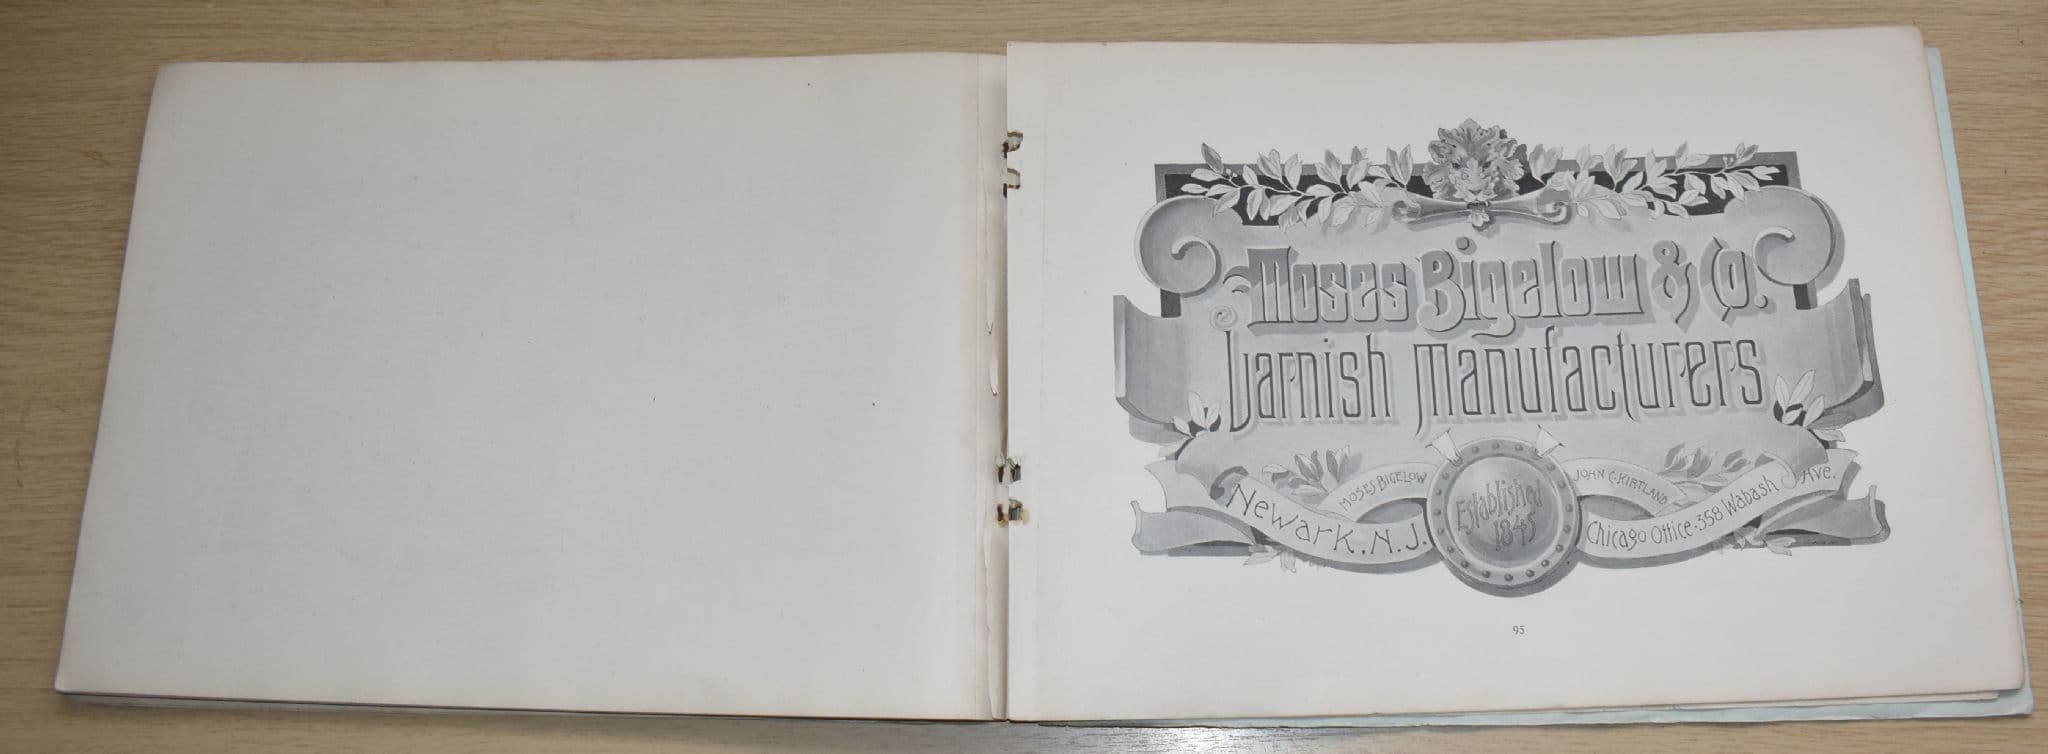 Moses Bigelow & Co.
Varnish Manufacturers
MOSES BIGELOW
JOHN C. KIRTLAND
Newark, N.J.
Established
1845
Chicago Office-358 Wabash Ave.
95